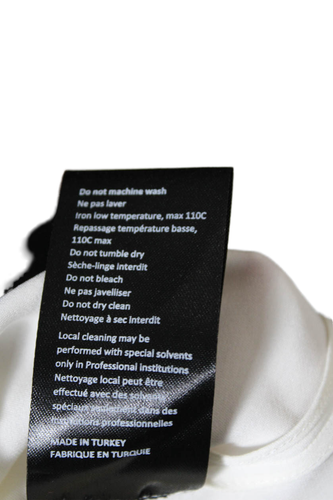 Do not machine wash
Ne pas laver
Iron low temperature, max 110C
Repassage température basse,
110C max
Do not tumble dry
Sèche-linge interdit
Do not bleach
Ne pas javelliser
Do not dry clean
Nettoyage à sec interdit
Local cleaning may be
performed with special solvents
only in Professional institutions
Nettoyage local peut être
effectué avec des solvents
spéciaux seulement dans des
institutions professionnelles
MADE IN TURKEY
FABRIQUE EN TURQUIE